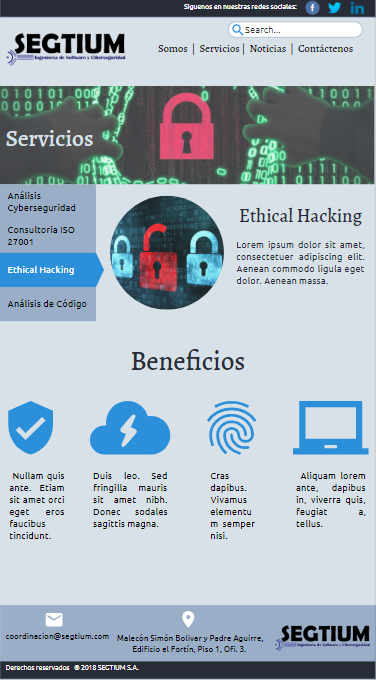 Síguenos en nuestras redes sociales:
Search...
SEGTIUM
Ingeniería de Software y Ciberseguridad
Somos | Servicios | Noticias | Contáctenos
Servicios
Análisis
Cyberseguridad
Consultoria ISO
27001
Ethical Hacking
Análisis de Código
Ethical Hacking
Lorem ipsum dolor sit amet,
consectetuer adipiscing elit.
Aenean commodo ligula eget
dolor. Aenean massa.
Beneficios
Nullam quis
ante. Etiam
sit amet orci
eget eros
faucibus
tincidunt.
Duis leo. Sed
fringilla mauris
sit amet nibh.
Donec sodales
sagittis magna.
Cras
dapibus.
Vivamus
elementu
m semper
nisi.
Aliquam lorem
ante, dapibus
in, viverra quis,
feugiat a,
tellus.
coordinacion@segtium.com
Malecón Simón Bolivar y Padre Aguirre,
Edificio el Fortín, Piso 1, Ofi. 3.
SEGTIUM
Ingeniería de Software y Ciberseguridad
Derechos reservados ® 2018 SEGTIUM S.A.